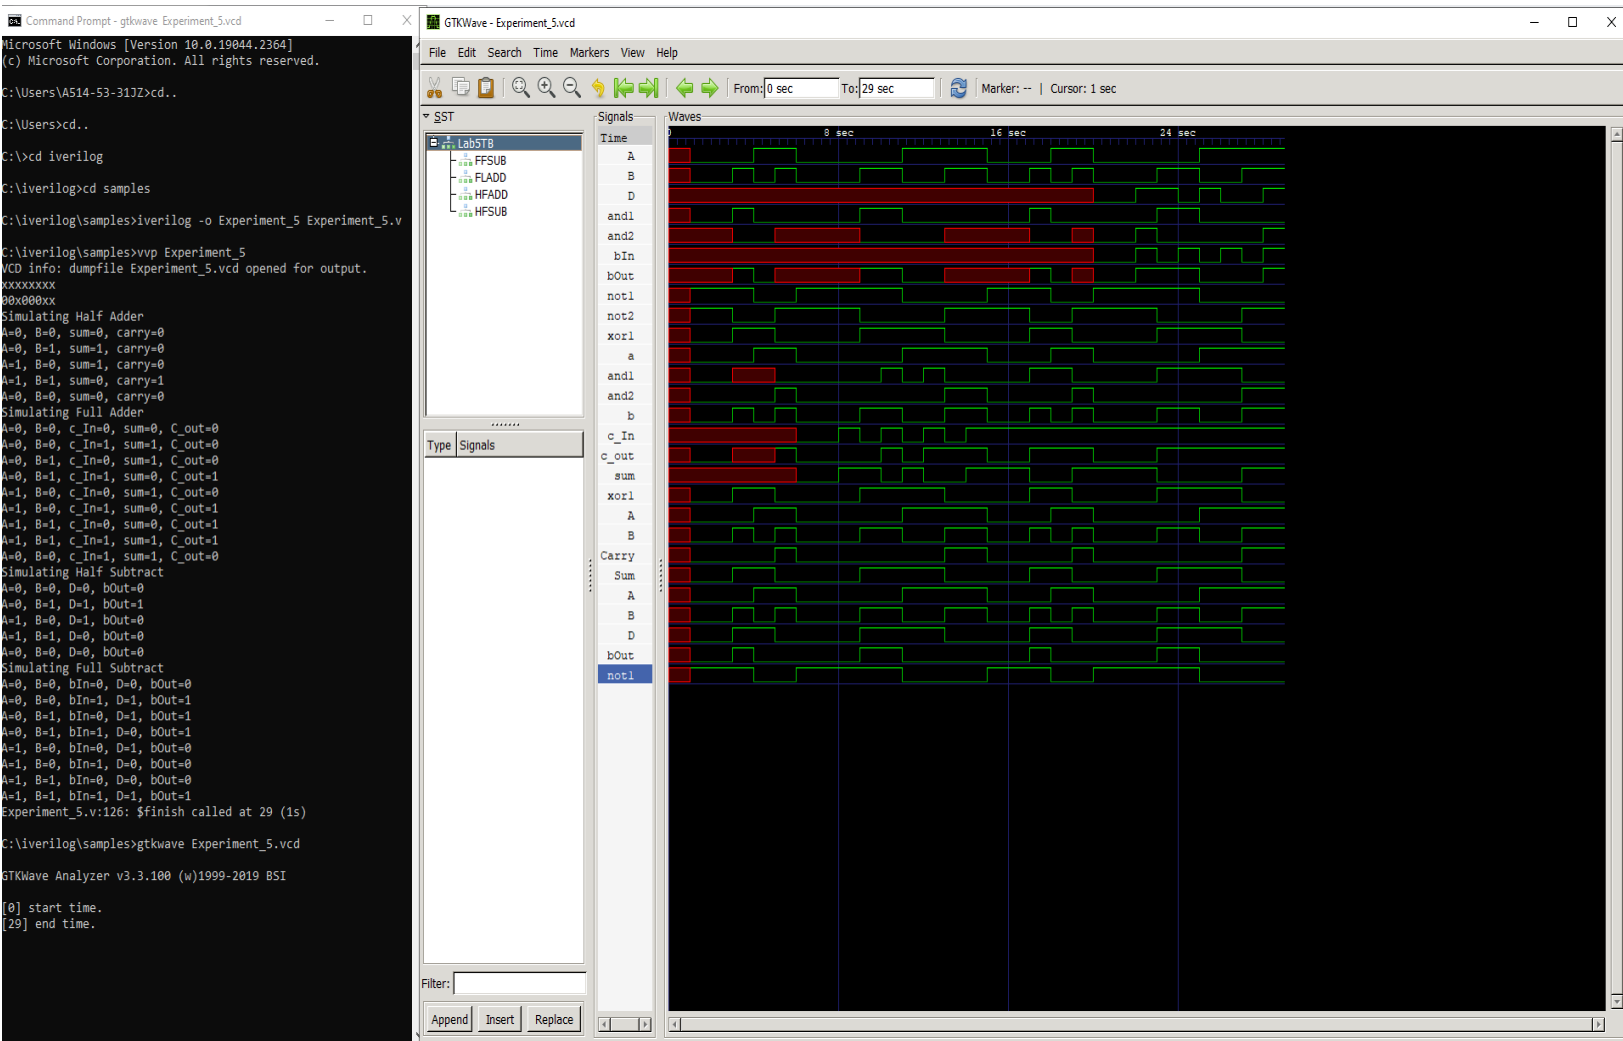 Command Prompt - gtkwave Experiment_5.vcd
Microsoft Windows [Version 10.0.19044.2364]
(c) Microsoft Corporation. All rights reserved.
C:\Users\A514-53-31JZ>cd..
C:\Users>cd..
C:\>cd iverilog
C:\iverilog>cd samples
C:\iverilog\samples>iverilog -o Experiment_5 Experiment_5.v
C:\iverilog\samples>vvp Experiment_5
VCD info: dumpfile Experiment_5.vcd opened for output.
xxxxxxxx
00x000xx
Simulating Half Adder
A=0, B=0, sum=0, carry=0
A=0, B=1, sum=1, carry=0
A=1, B=0, sum=1, carry=0
A=1, B=1, sum=0, carry=1
A=0, B=0, sum=0, carry=0
Simulating Full Adder
A=0, B=0, c_In=0, sum=0, C_out=0
A=0, B=0, c_In=1, sum=1, C_out=0
A=0, B=1, c_In=0, sum=1, C_out=0
A=0, B=1, c_In=1, sum=0, C_out=1
A=1, B=0, c_In=0, sum=1, C_out=0
A=1, B=0, c_In=1, sum=0, C_out=1
A=1, B=1, c_In=0, sum=0, C_out=1
A=1, B=1, c_In=1, sum=1, C_out=1
A=0, B=0, c_In=1, sum=1, C_out=0
Simulating Half Subtract
A=0, B=0, D=0, bOut=0
A=0, B=1, D=1, bOut=1
A=1, B=0, D=1, bOut=0
A=1, B=1, D=0, bOut=0
A=0, B=0, D=0, bOut=0
Simulating Full Subtract
A=0, B=0, bIn=0, D=0, bOut=0
A=0, B=0, bIn=1, D=1, bOut=1
A=0, B=1, bIn=0, D=1, bOut=1
A=0, B=1, bIn=1, D=0, bOut=1
A=1, B=0, bIn=0, D=1, bOut=0
A=1, B=0, bIn=1, D=0, bOut=0
A=1, B=1, bIn=0, D=0, bOut=0
A=1, B=1, bIn=1, D=1, bOut=1
Experiment_5.v:126: $finish called at 29 (1s)
C:\iverilog\samples>gtkwave Experiment_5.vcd
GTKWave Analyzer v3.3.100 (w)1999-2019 BSI
[0] start time.
[29] end time.
GTKWave - Experiment_5.vcd
File Edit Search Time Markers View Help
From: 0 sec To: 29 sec Marker: -- | Cursor: 1 sec
SST
Lab5TB
FFSUB
FLADD
HFADD
HFSUB
Type Signals
Filter:
Append Insert Replace
Signals
Time
A
B
D
and1
and2
bIn
bOut
not1
not2
xor1
a
and1
and2
b
c_In
c_out
sum
xor1
A
B
Carry
Sum
A
B
D
bOut
not1
Waves
0 8 sec 16 sec 24 sec